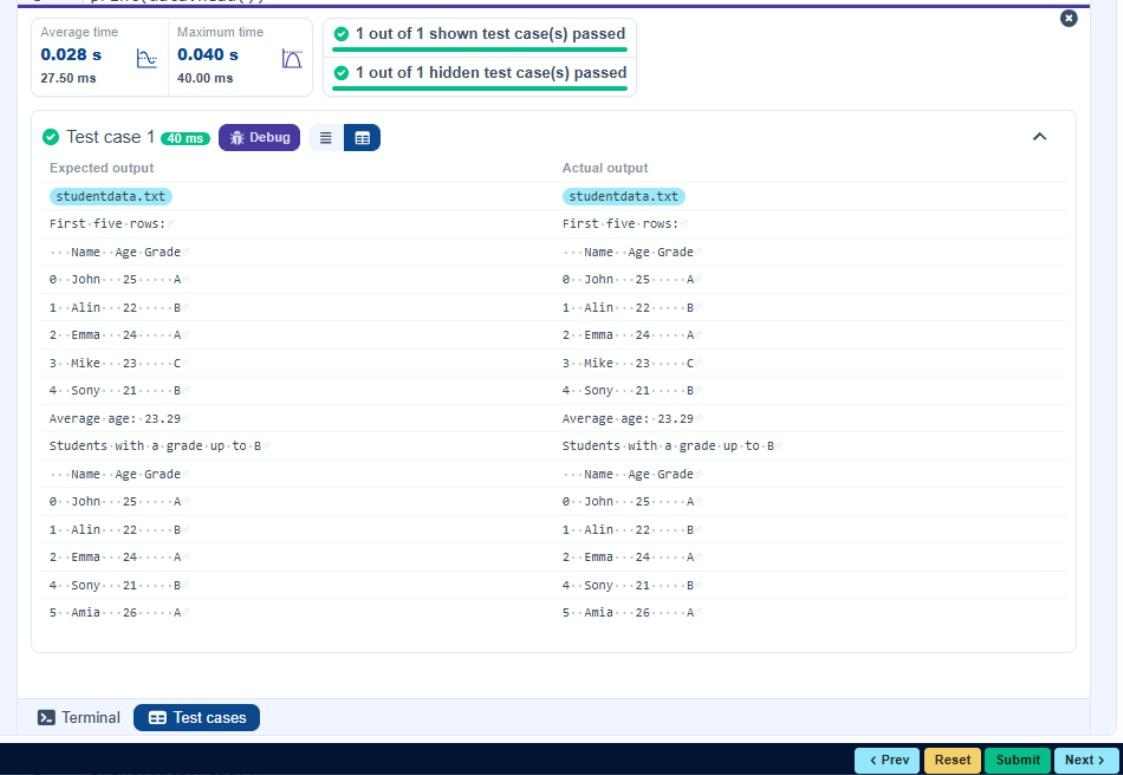 print(data.head())
Average time
0.028 s
27.50 ms
Maximum time
0.040 s
40.00 ms
1 out of 1 shown test case(s) passed
1 out of 1 hidden test case(s) passed
Test case 1 40 ms Debug
Expected output Actual output
studentdata.txt studentdata.txt
First·five·rows: First·five·rows:
···Name··Age·Grade ···Name··Age·Grade
0··John···25·····A 0··John···25·····A
1··Alin···22·····B 1··Alin···22·····B
2··Emma···24·····A 2··Emma···24·····A
3··Mike···23·····C 3··Mike···23·····C
4··Sony···21·····B 4··Sony···21·····B
Average·age:·23.29 Average·age:·23.29
Students·with·a·grade·up·to·B Students·with·a·grade·up·to·B
···Name··Age·Grade ···Name··Age·Grade
0··John···25·····A 0··John···25·····A
1··Alin···22·····B 1··Alin···22·····B
2··Emma···24·····A 2··Emma···24·····A
4··Sony···21·····B 4··Sony···21·····B
5··Amia···26·····A 5··Amia···26·····A
Terminal Test cases
< Prev Reset Submit Next >